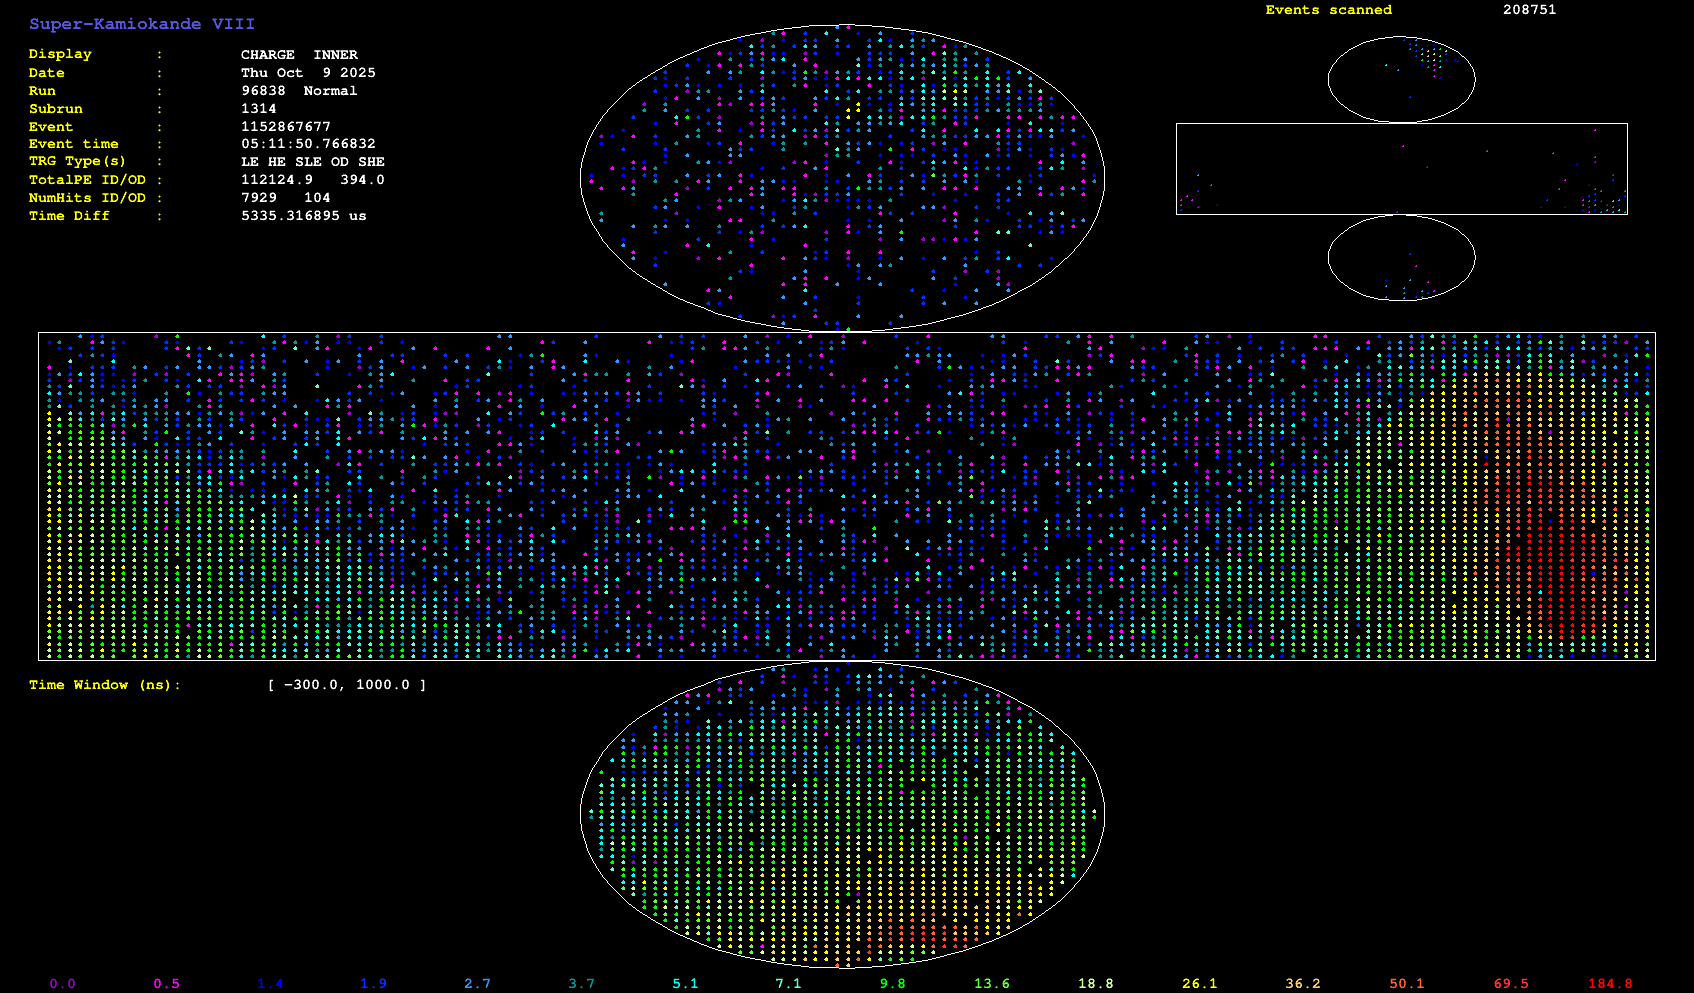 Super-Kamiokande VIII
Display : CHARGE INNER
Date : Thu Oct 9 2025
Run : 96838 Normal
Subrun : 1314
Event : 1152867677
Event time : 05:11:50.766832
TRG Type(s) : LE HE SLE OD SHE
TotalPE ID/OD : 112124.9 394.0
NumHits ID/OD : 7929 104
Time Diff : 5335.316895 us
Events scanned 208751
Time Window (ns): [ -300.0, 1000.0 ]
0.0 0.5 1.4 1.9 2.7 3.7 5.1 7.1 9.8 13.6 18.8 26.1 36.2 50.1 69.5 184.8